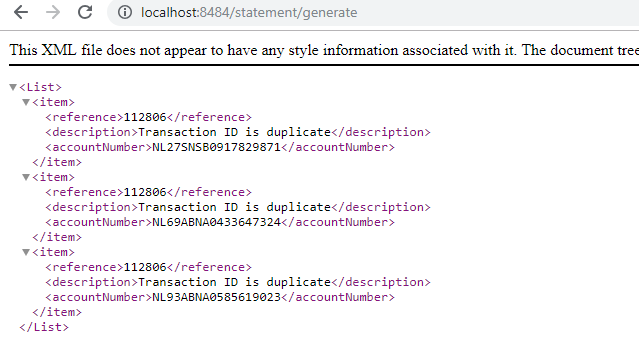 localhost:8484/statement/generate
This XML file does not appear to have any style information associated with it. The document tree
▼<List>
▼<item>
<reference>112806</reference>
<description>Transaction ID is duplicate</description>
<accountNumber>NL27SNSB0917829871</accountNumber>
</item>
▼<item>
<reference>112806</reference>
<description>Transaction ID is duplicate</description>
<accountNumber>NL69ABNA0433647324</accountNumber>
</item>
▼<item>
<reference>112806</reference>
<description>Transaction ID is duplicate</description>
<accountNumber>NL93ABNA0585619023</accountNumber>
</item>
</List>